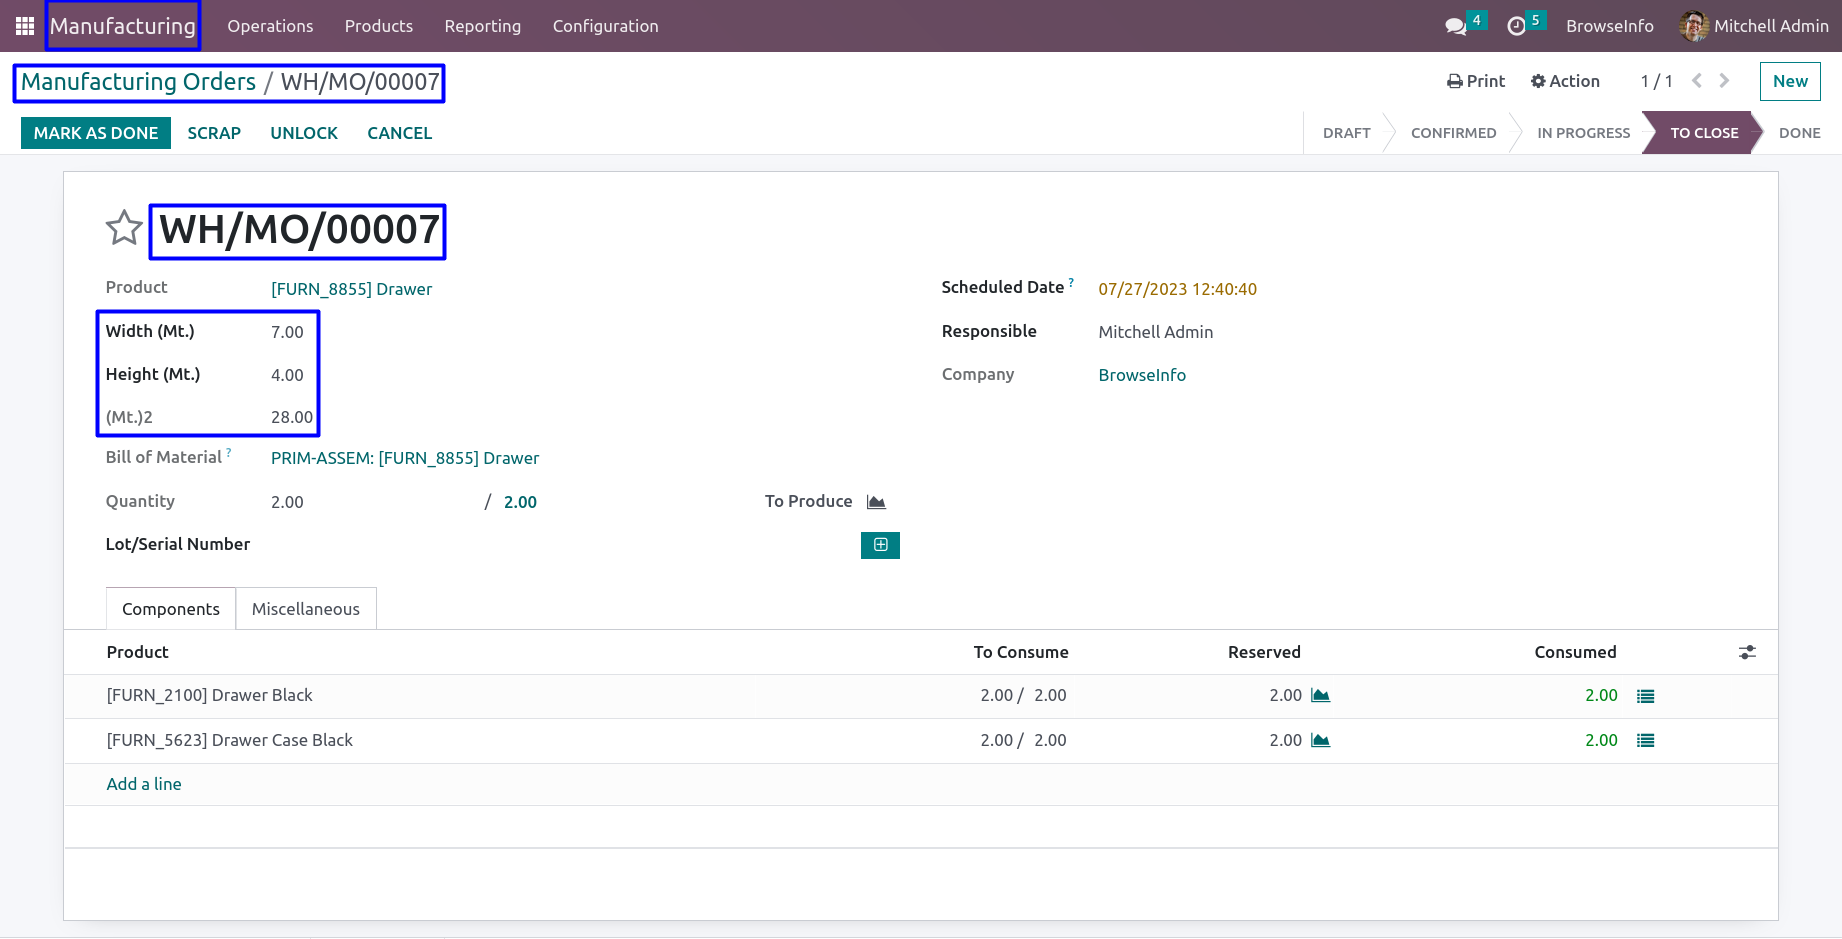 Manufacturing Operations Products Reporting Configuration 4 5 BrowseInfo Mitchell Admin
Manufacturing Orders / WH/MO/00007 Print Action 1 / 1 New
MARK AS DONE SCRAP UNLOCK CANCEL DRAFT CONFIRMED IN PROGRESS TO CLOSE DONE
WH/MO/00007
Product [FURN_8855] Drawer Scheduled Date ? 07/27/2023 12:40:40
Width (Mt.) 7.00 Responsible Mitchell Admin
Height (Mt.) 4.00 Company BrowseInfo
(Mt.)2 28.00
Bill of Material ? PRIM-ASSEM: [FURN_8855] Drawer
Quantity 2.00 / 2.00 To Produce
Lot/Serial Number
Components Miscellaneous
Product To Consume Reserved Consumed
[FURN_2100] Drawer Black 2.00 / 2.00 2.00 2.00
[FURN_5623] Drawer Case Black 2.00 / 2.00 2.00 2.00
Add a line